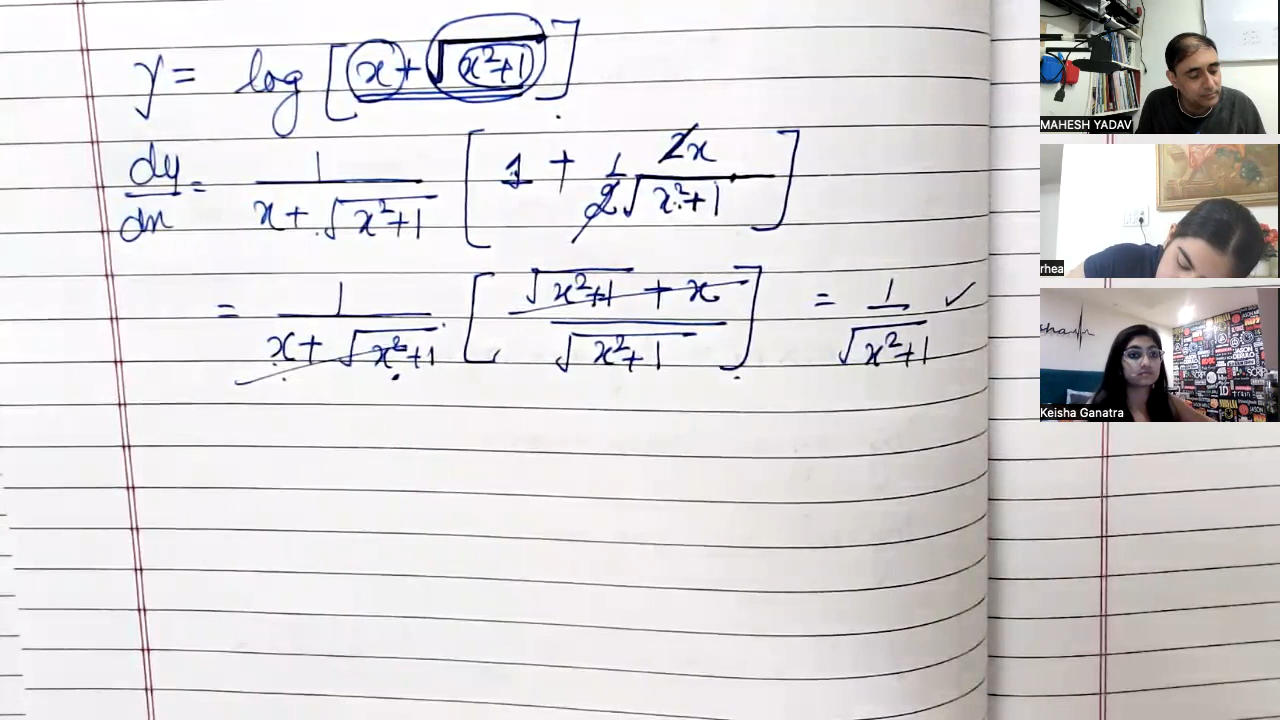 y = log [x + √x²+1]
dy/dx = 1/(x + √x²+1) [1 + 1/2 2x/√x²+1]
= 1/(x + √x²+1) [(√x²+1 + x)/√x²+1] = 1/√x²+1 ✓
MAHESH YADAV
rhea
Keisha Ganatra